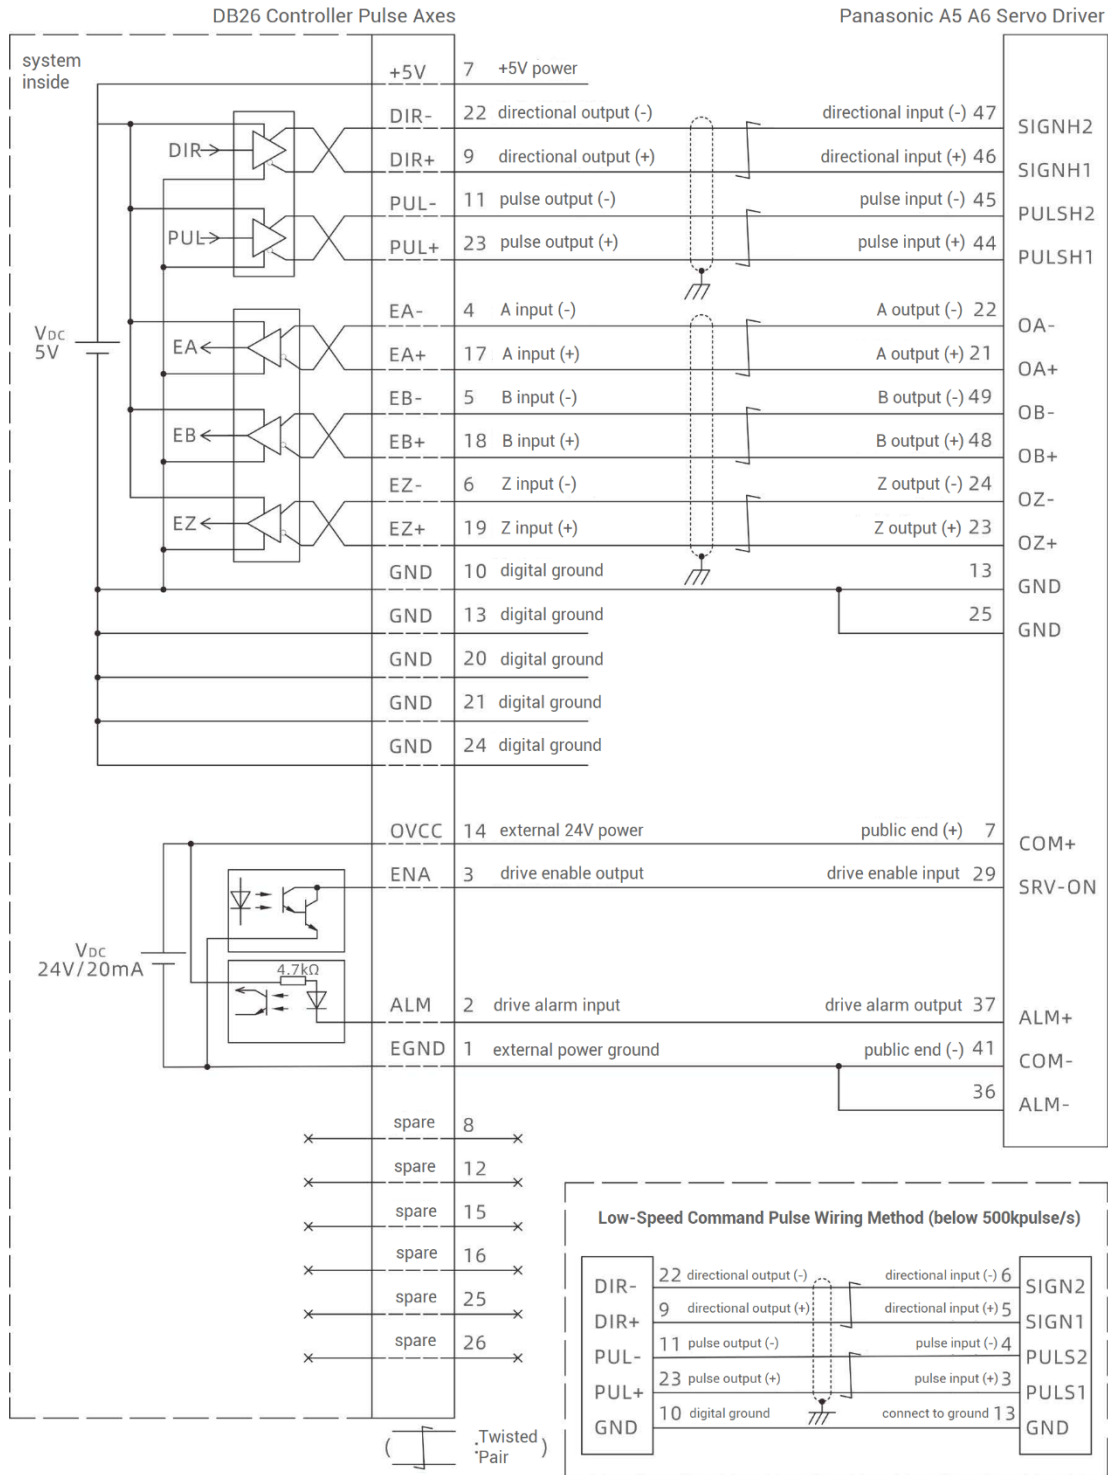 DB26 Controller Pulse Axes
Panasonic A5 A6 Servo Driver
system
inside
+5V 7 +5V power
DIR- 22 directional output (-) directional input (-) 47 SIGNH2
DIR
DIR+ 9 directional output (+) directional input (+) 46 SIGNH1
PUL- 11 pulse output (-) pulse input (-) 45 PULSH2
PUL
PUL+ 23 pulse output (+) pulse input (+) 44 PULSH1
EA- 4 A input (-) A output (-) 22 OA-
VDC
5V
EA
EA+ 17 A input (+) A output (+) 21 OA+
EB- 5 B input (-) B output (-) 49 OB-
EB
EB+ 18 B input (+) B output (+) 48 OB+
EZ- 6 Z input (-) Z output (-) 24 OZ-
EZ
EZ+ 19 Z input (+) Z output (+) 23 OZ+
GND 10 digital ground 13 GND
GND 13 digital ground 25 GND
GND 20 digital ground
GND 21 digital ground
GND 24 digital ground
OVCC 14 external 24V power public end (+) 7 COM+
ENA 3 drive enable output drive enable input 29 SRV-ON
VDC
24V/20mA
4.7kΩ
ALM 2 drive alarm input drive alarm output 37 ALM+
EGND 1 external power ground public end (-) 41 COM-
36 ALM-
spare 8
spare 12
spare 15
spare 16
spare 25
spare 26
( : Twisted
Pair )
Low-Speed Command Pulse Wiring Method (below 500kpulse/s)
DIR- 22 directional output (-) directional input (-) 6 SIGN2
DIR+ 9 directional output (+) directional input (+) 5 SIGN1
PUL- 11 pulse output (-) pulse input (-) 4 PULS2
PUL+ 23 pulse output (+) pulse input (+) 3 PULS1
GND 10 digital ground connect to ground 13 GND